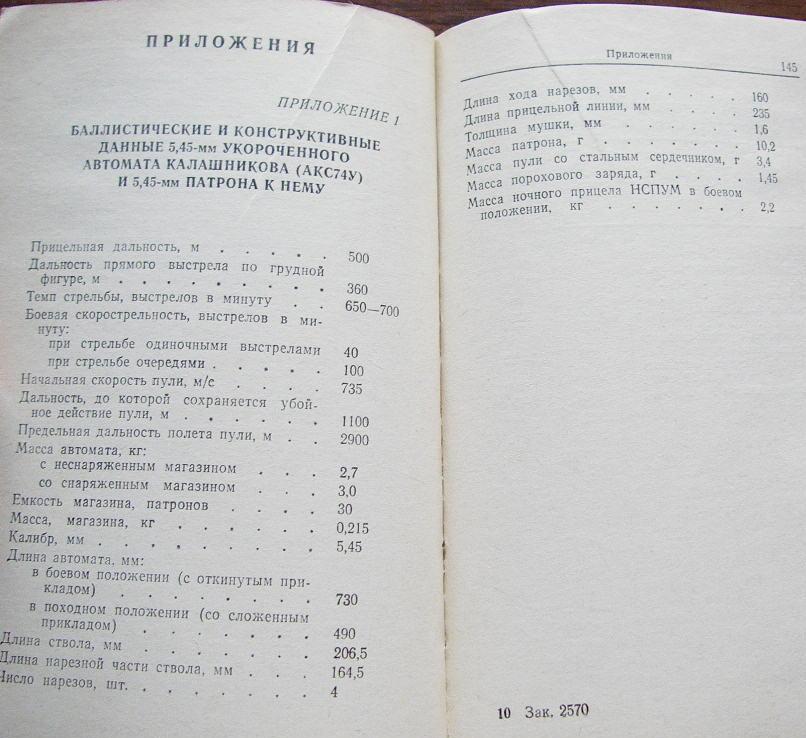 ПРИЛОЖЕНИЯ
ПРИЛОЖЕНИЕ 1
БАЛЛИСТИЧЕСКИЕ И КОНСТРУКТИВНЫЕ
ДАННЫЕ 5,45-мм УКОРОЧЕННОГО
АВТОМАТА КАЛАШНИКОВА (АКС74У)
И 5,45-мм ПАТРОНА К НЕМУ
Прицельная дальность, м . . . . . 500
Дальность прямого выстрела по грудной
фигуре, м . . . . . . . . . 360
Темп стрельбы, выстрелов в минуту . . 650—700
Боевая скорострельность, выстрелов в ми-
нуту:
при стрельбе одиночными выстрелами 40
при стрельбе очередями . . . . . 100
Начальная скорость пули, м/с . . . . 735
Дальность, до которой сохраняется убой-
ное действие пули, м . . . . . . 1100
Предельная дальность полета пули, м . . 2900
Масса автомата, кг:
с неснаряженным магазином . . . 2,7
со снаряженным магазином . . . 3,0
Емкость магазина, патронов . . . . 30
Масса, магазина, кг . . . . . . 0,215
Калибр, мм . . . . . . . . 5,45
Длина автомата, мм:
в боевом положении (с откинутым при-
кладом) . . . . . . . . 730
в походном положении (со сложенным
прикладом) . . . . . . . 490
Длина ствола, мм . . . . . . . 206,5
Длина нарезной части ствола, мм . . . 164,5
Число нарезов, шт. . . . . . . . 4
Приложения 145
Длина хода нарезов, мм . . . . . 160
Длина прицельной линии, мм . . . . 235
Толщина мушки, мм . . . . . . 1,6
Масса патрона, г . . . . . . . 10,2
Масса пули со стальным сердечником, г 3,4
Масса порохового заряда, г . . . . 1,45
Масса ночного прицела НСПУМ в боевом
положении, кг . . . . . . . 2,2
10 Зак. 2570